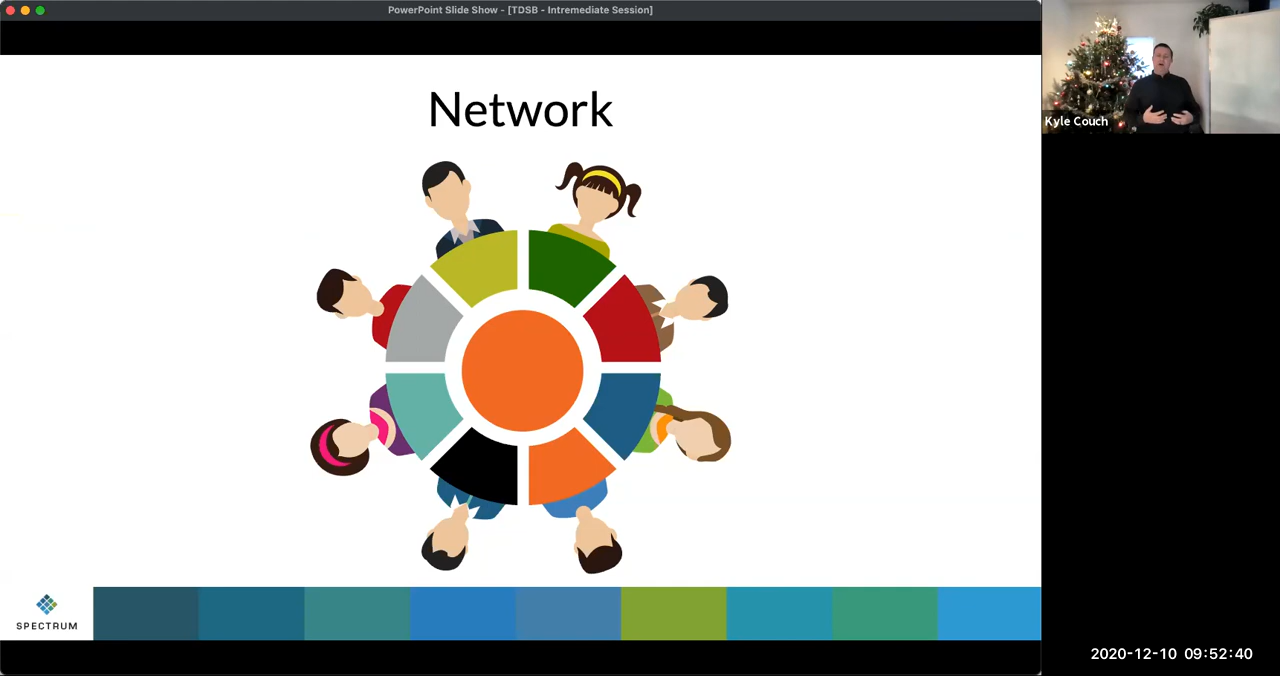 PowerPoint Slide Show - [TDSB - Intremediate Session]
Network
Kyle Couch
SPECTRUM
2020-12-10 09:52:40